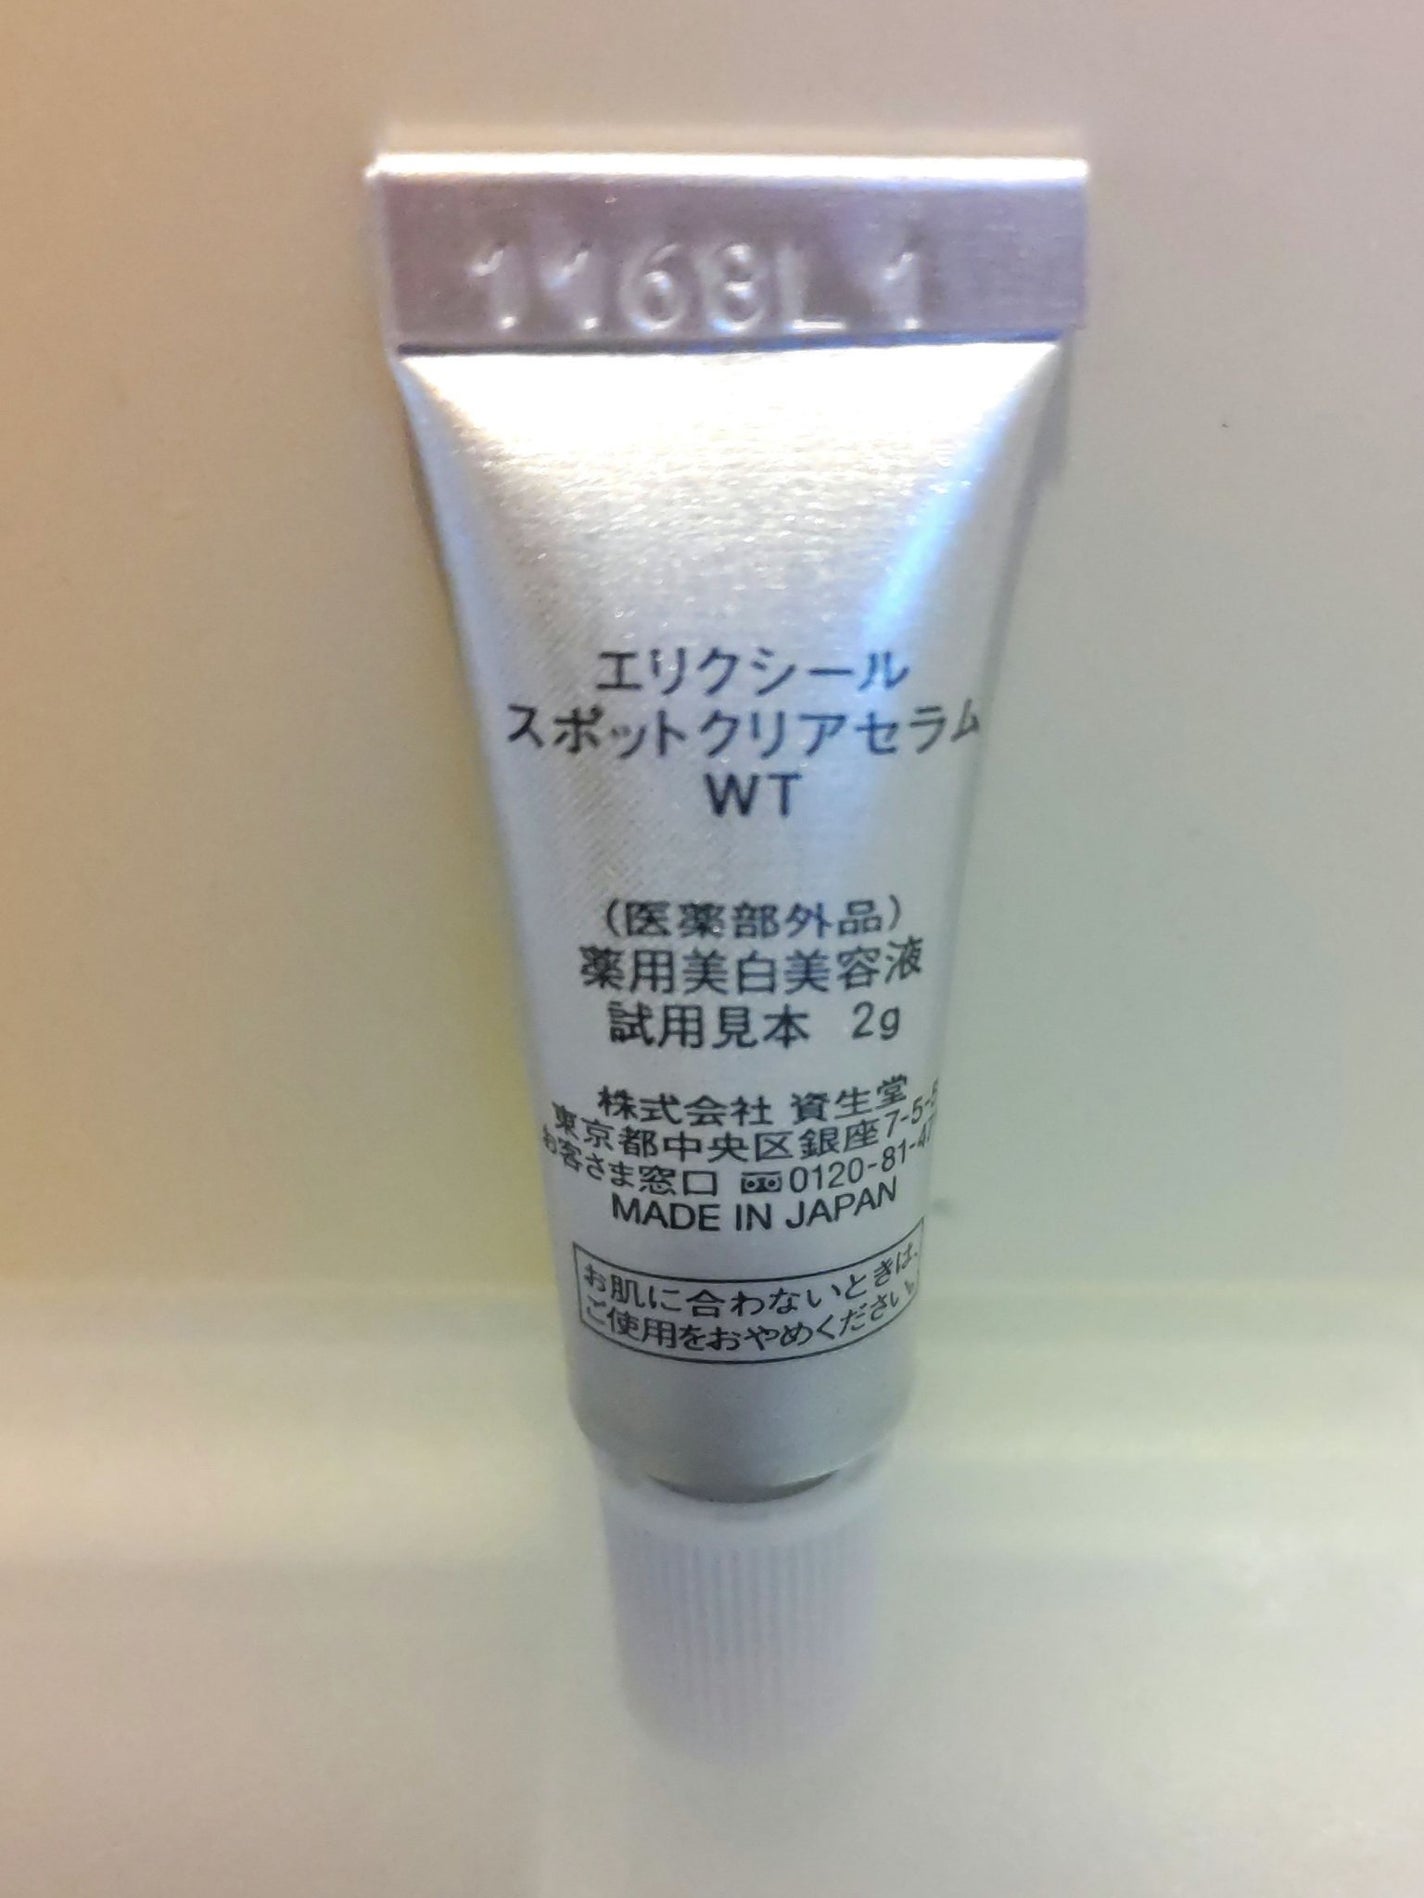 1168L 1
エリクシール
スポットクリアセラム
WT
(医薬部外品)
薬用美白美容液
試用見本 2g
株式会社 資生堂
東京都中央区銀座7-5-5
お客さま窓口 0120-81-47
MADE IN JAPAN
お肌に合わないときは、
ご使用をおやめください。